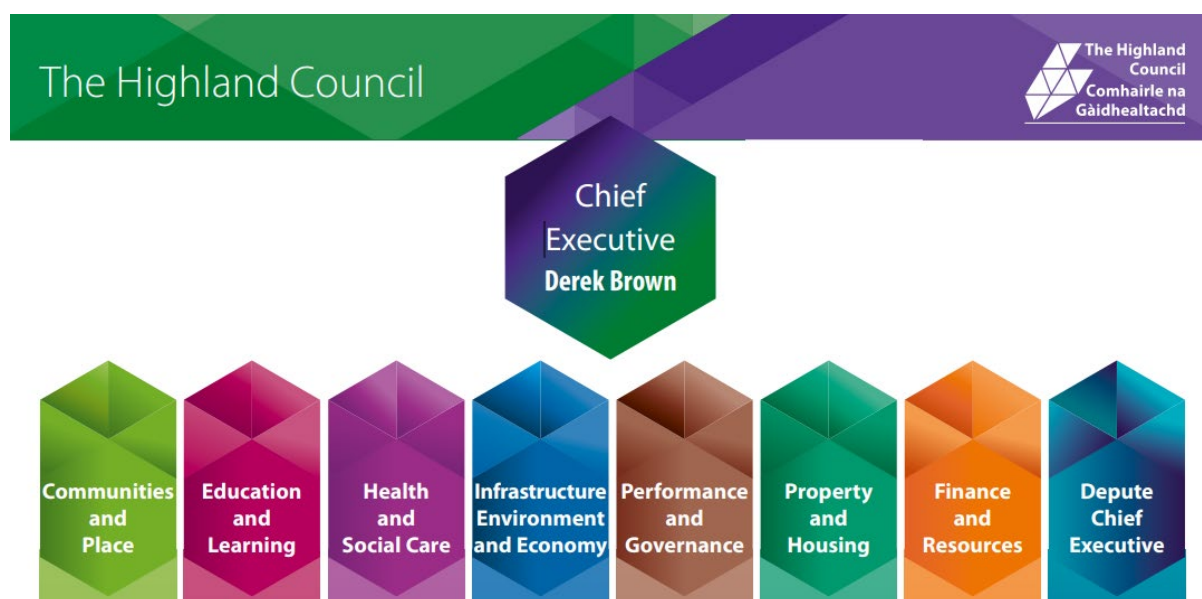 The Highland Council
The Highland
Council
Comhairle na
Gàidhealtachd
Chief
Executive
Derek Brown
Communities
and
Place
Education
and
Learning
Health
and
Social Care
Infrastructure
Environment
and Economy
Performance
and
Governance
Property
and
Housing
Finance
and
Resources
Depute
Chief
Executive